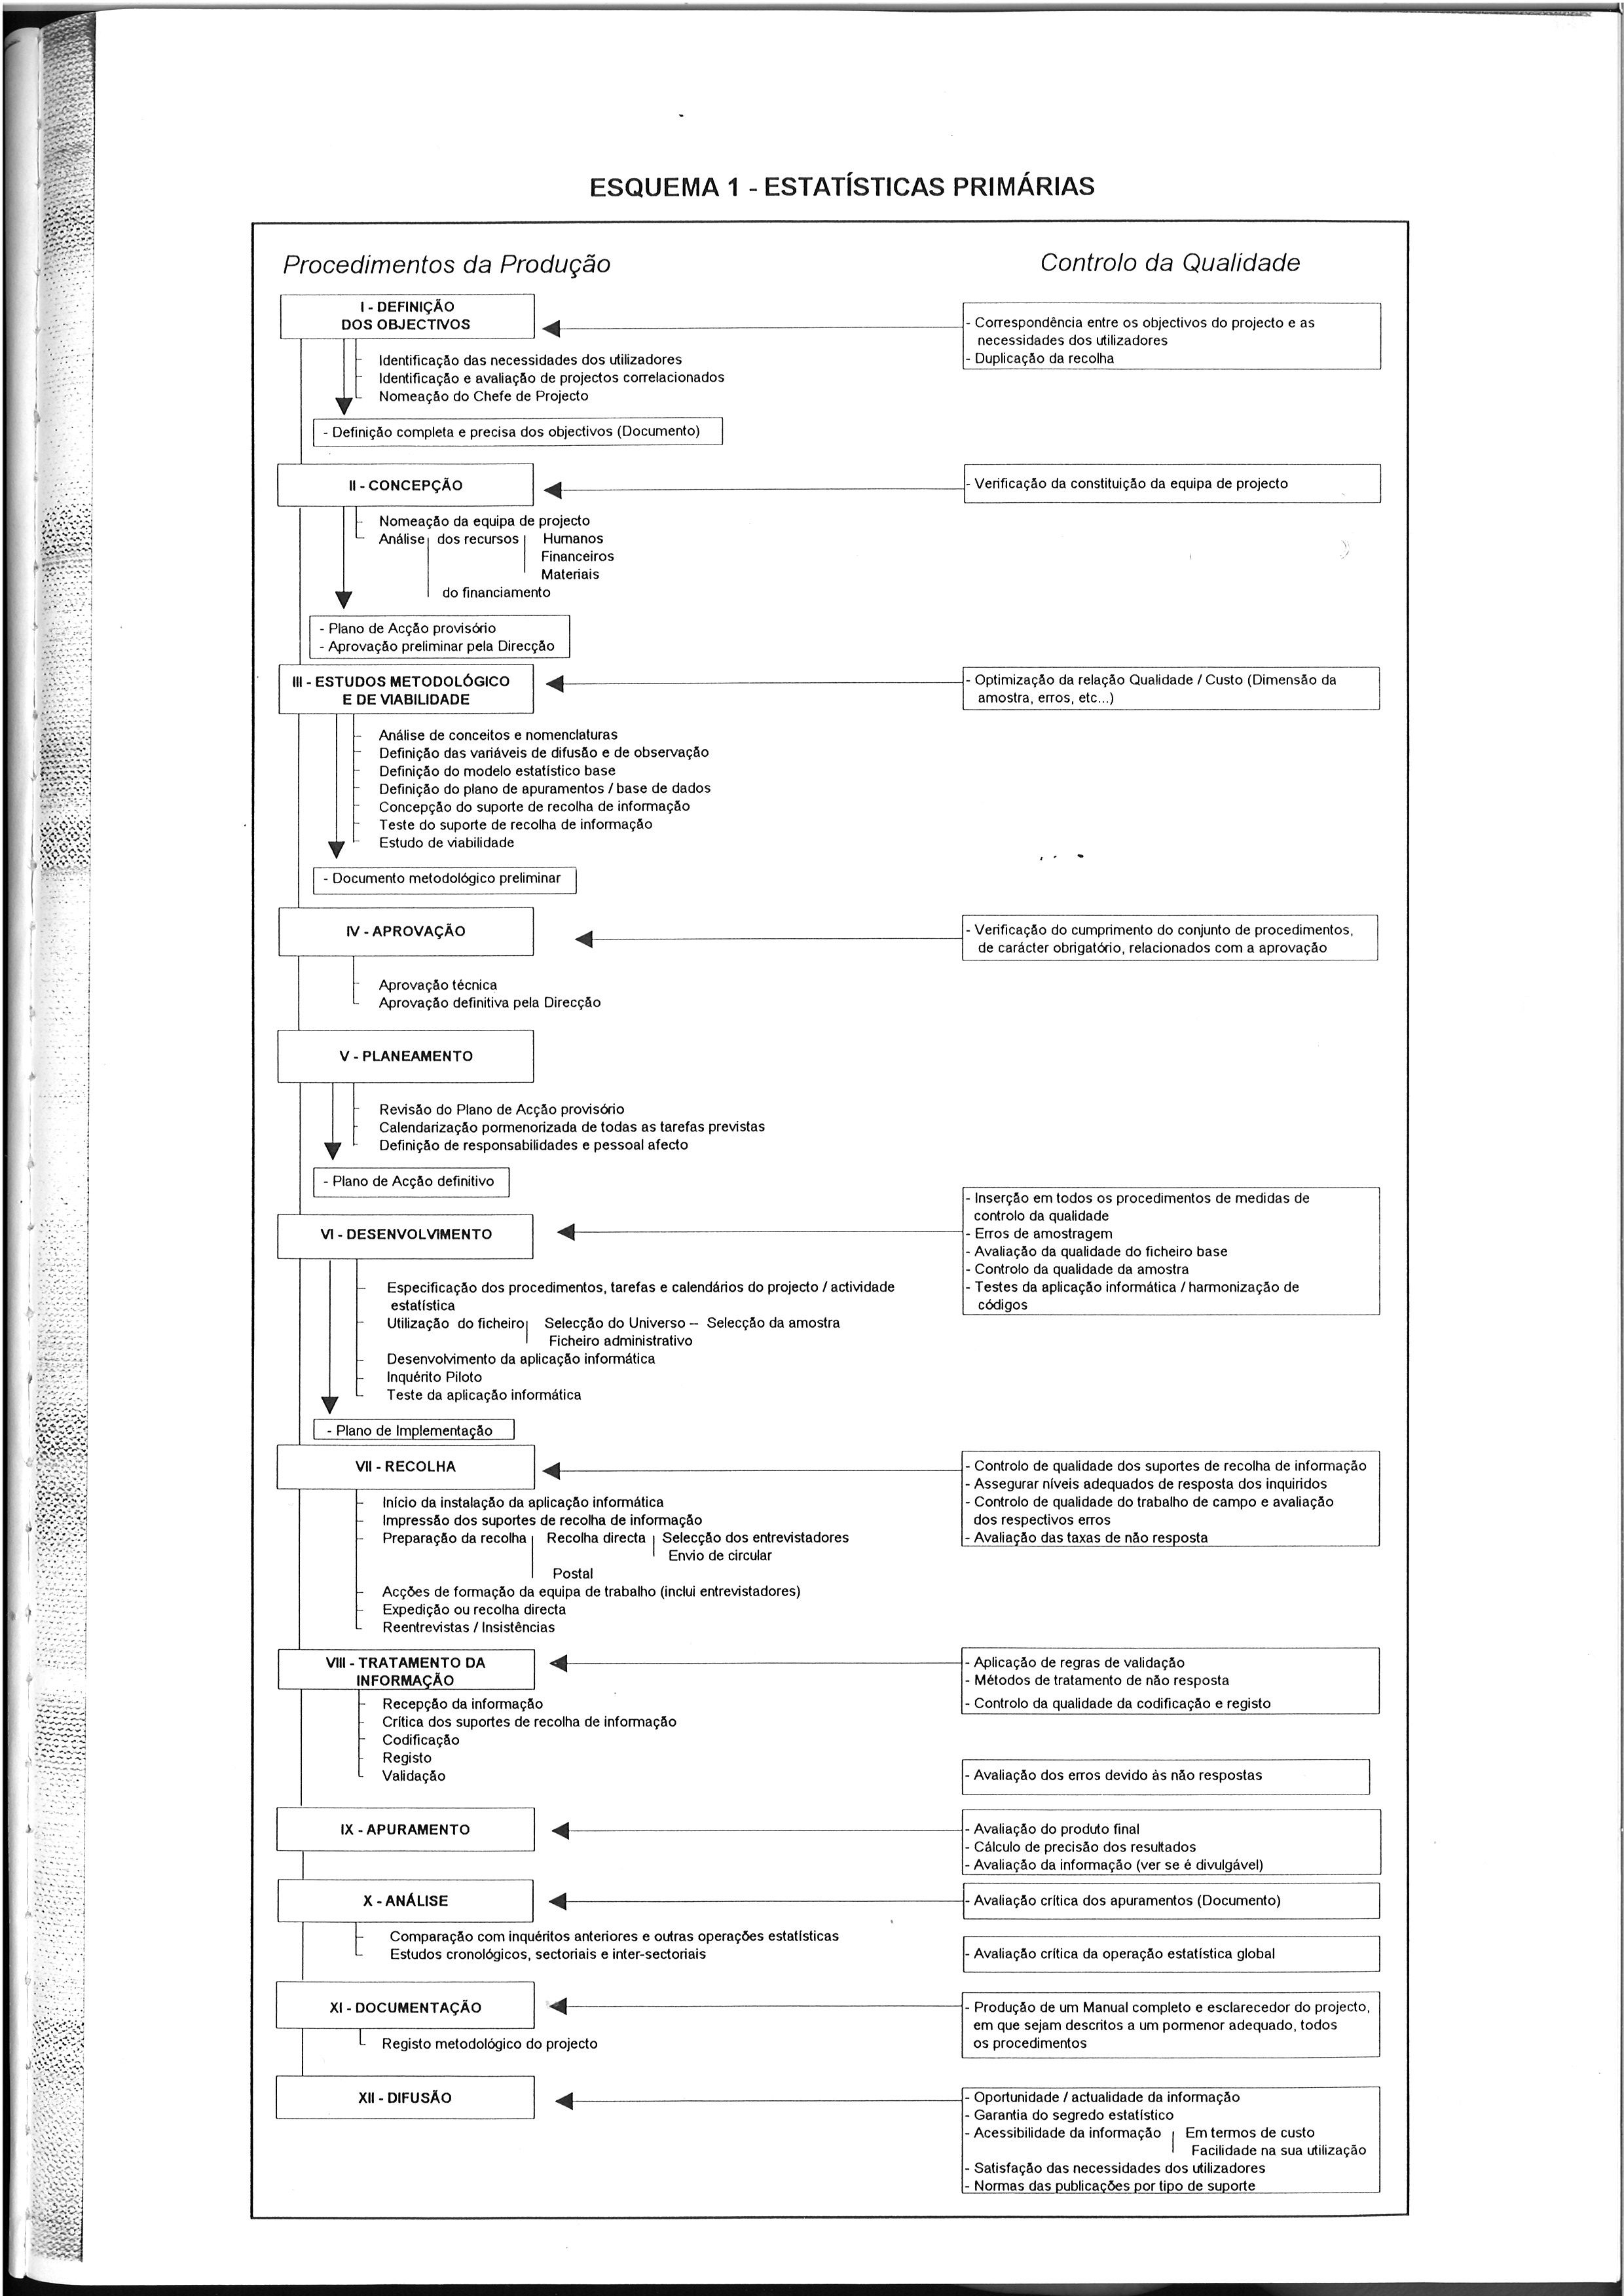 ESQUEMA 1 - ESTATÍSTICAS PRIMÁRIAS
Procedimentos da Produção
Controlo da Qualidade
I - DEFINIÇÃO
DOS OBJECTIVOS
- Correspondência entre os objectivos do projecto e as
necessidades dos utilizadores
- Duplicação da recolha
Identificação das necessidades dos utilizadores
Identificação e avaliação de projectos correlacionados
Nomeação do Chefe de Projecto
- Definição completa e precisa dos objectivos (Documento)
II - CONCEPÇÃO
- Verificação da constituição da equipa de projecto
Nomeação da equipa de projecto
Análise dos recursos Humanos
Financeiros
Materiais
do financiamento
- Plano de Acção provisório
- Aprovação preliminar pela Direcção
III - ESTUDOS METODOLÓGICO
E DE VIABILIDADE
- Optimização da relação Qualidade / Custo (Dimensão da
amostra, erros, etc...)
Análise de conceitos e nomenclaturas
Definição das variáveis de difusão e de observação
Definição do modelo estatístico base
Definição do plano de apuramentos / base de dados
Concepção do suporte de recolha de informação
Teste do suporte de recolha de informação
Estudo de viabilidade
- Documento metodológico preliminar
IV - APROVAÇÃO
- Verificação do cumprimento do conjunto de procedimentos,
de carácter obrigatório, relacionados com a aprovação
Aprovação técnica
Aprovação definitiva pela Direcção
V - PLANEAMENTO
Revisão do Plano de Acção provisório
Calendarização pormenorizada de todas as tarefas previstas
Definição de responsabilidades e pessoal afecto
- Plano de Acção definitivo
VI - DESENVOLVIMENTO
- Inserção em todos os procedimentos de medidas de
controlo da qualidade
- Erros de amostragem
- Avaliação da qualidade do ficheiro base
- Controlo da qualidade da amostra
- Testes da aplicação informática / harmonização de
códigos
Especificação dos procedimentos, tarefas e calendários do projecto / actividade
estatística
Utilização do ficheiro Selecção do Universo – Selecção da amostra
Ficheiro administrativo
Desenvolvimento da aplicação informática
Inquérito Piloto
Teste da aplicação informática
- Plano de Implementação
VII - RECOLHA
- Controlo de qualidade dos suportes de recolha de informação
- Assegurar níveis adequados de resposta dos inquiridos
- Controlo de qualidade do trabalho de campo e avaliação
dos respectivos erros
- Avaliação das taxas de não resposta
Início da instalação da aplicação informática
Impressão dos suportes de recolha de informação
Preparação da recolha Recolha directa Selecção dos entrevistadores
Envio de circular
Postal
Acções de formação da equipa de trabalho (inclui entrevistadores)
Expedição ou recolha directa
Reentrevistas / Insistências
VIII - TRATAMENTO DA
INFORMAÇÃO
- Aplicação de regras de validação
- Métodos de tratamento de não resposta
- Controlo da qualidade da codificação e registo
Recepção da informação
Crítica dos suportes de recolha de informação
Codificação
Registo
Validação
- Avaliação dos erros devido às não respostas
IX - APURAMENTO
- Avaliação do produto final
- Cálculo de precisão dos resultados
- Avaliação da informação (ver se é divulgável)
X - ANÁLISE
- Avaliação crítica dos apuramentos (Documento)
Comparação com inquéritos anteriores e outras operações estatísticas
Estudos cronológicos, sectoriais e inter-sectoriais
- Avaliação crítica da operação estatística global
XI - DOCUMENTAÇÃO
- Produção de um Manual completo e esclarecedor do projecto,
em que sejam descritos a um pormenor adequado, todos
os procedimentos
Registo metodológico do projecto
XII - DIFUSÃO
- Oportunidade / actualidade da informação
- Garantia do segredo estatístico
- Acessibilidade da informação Em termos de custo
Facilidade na sua utilização
- Satisfação das necessidades dos utilizadores
- Normas das publicações por tipo de suporte